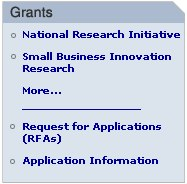 Grants
National Research Initiative
Small Business Innovation
Research
More...
Request for Applications
(RFAs)
Application Information